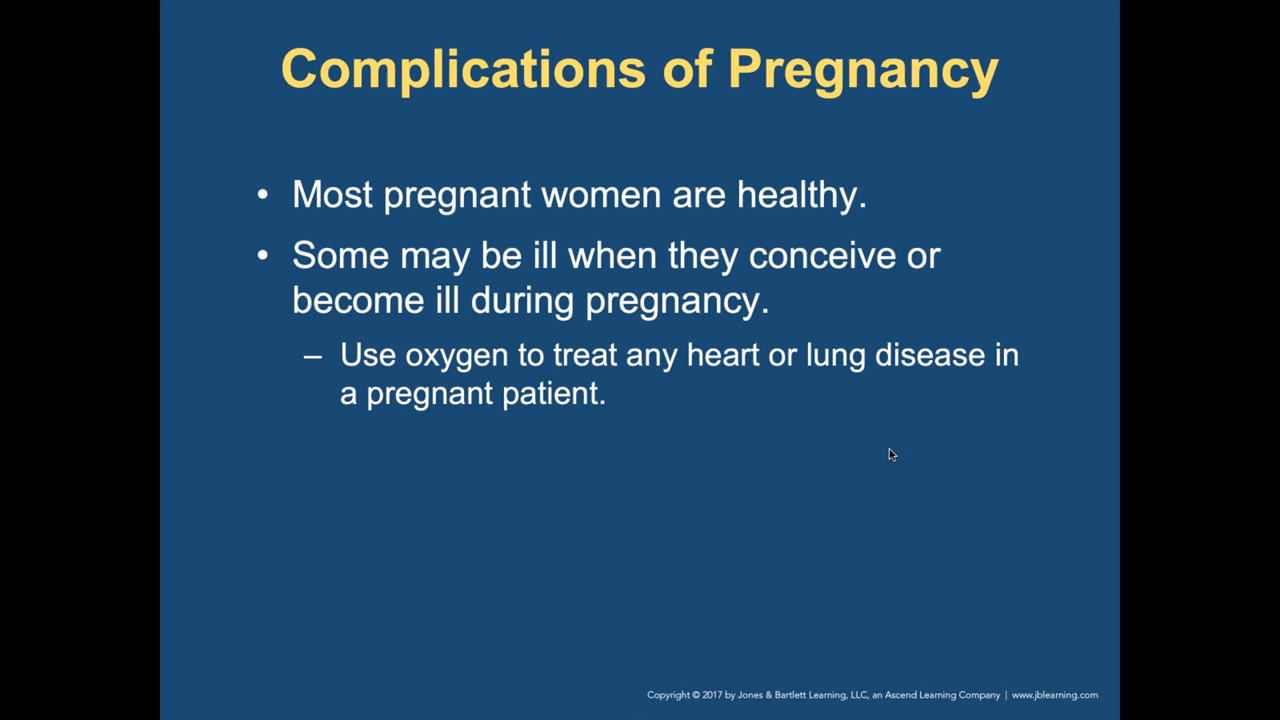 Complications of Pregnancy
• Most pregnant women are healthy.
• Some may be ill when they conceive or
become ill during pregnancy.
– Use oxygen to treat any heart or lung disease in
a pregnant patient.
Copyright © 2017 by Jones & Bartlett Learning, LLC, an Ascend Learning Company | www.jblearning.com